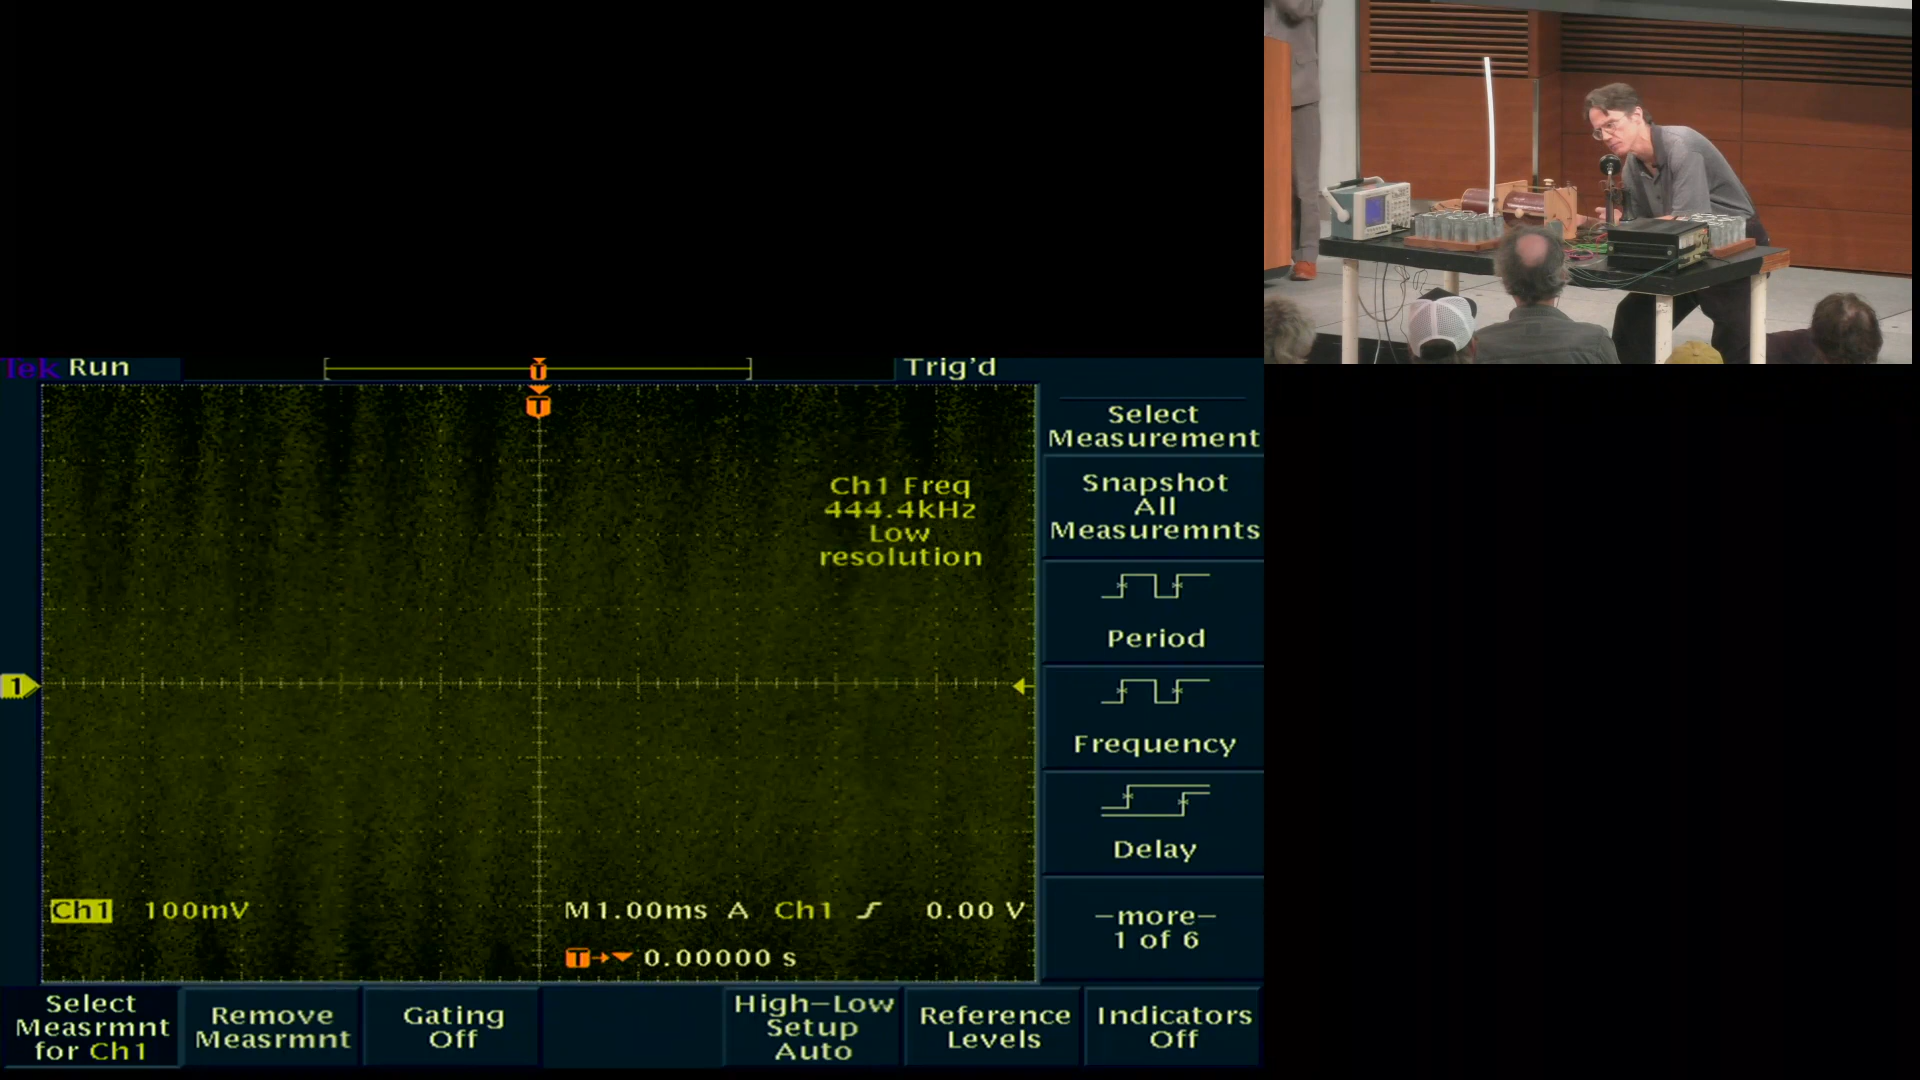 Tek Run
Trig'd
T
T
Select
Measurement
Snapshot
All
Measuremnts
Ch1 Freq
444.4kHz
Low
resolution
Period
Frequency
1
Delay
Ch1 100mV M1.00ms A Ch1 0.00 V
T 0.00000 s
-more-
1 of 6
Select
Measrmnt
for Ch1
Remove
Measrmnt
Gating
Off
High-Low
Setup
Auto
Reference
Levels
Indicators
Off